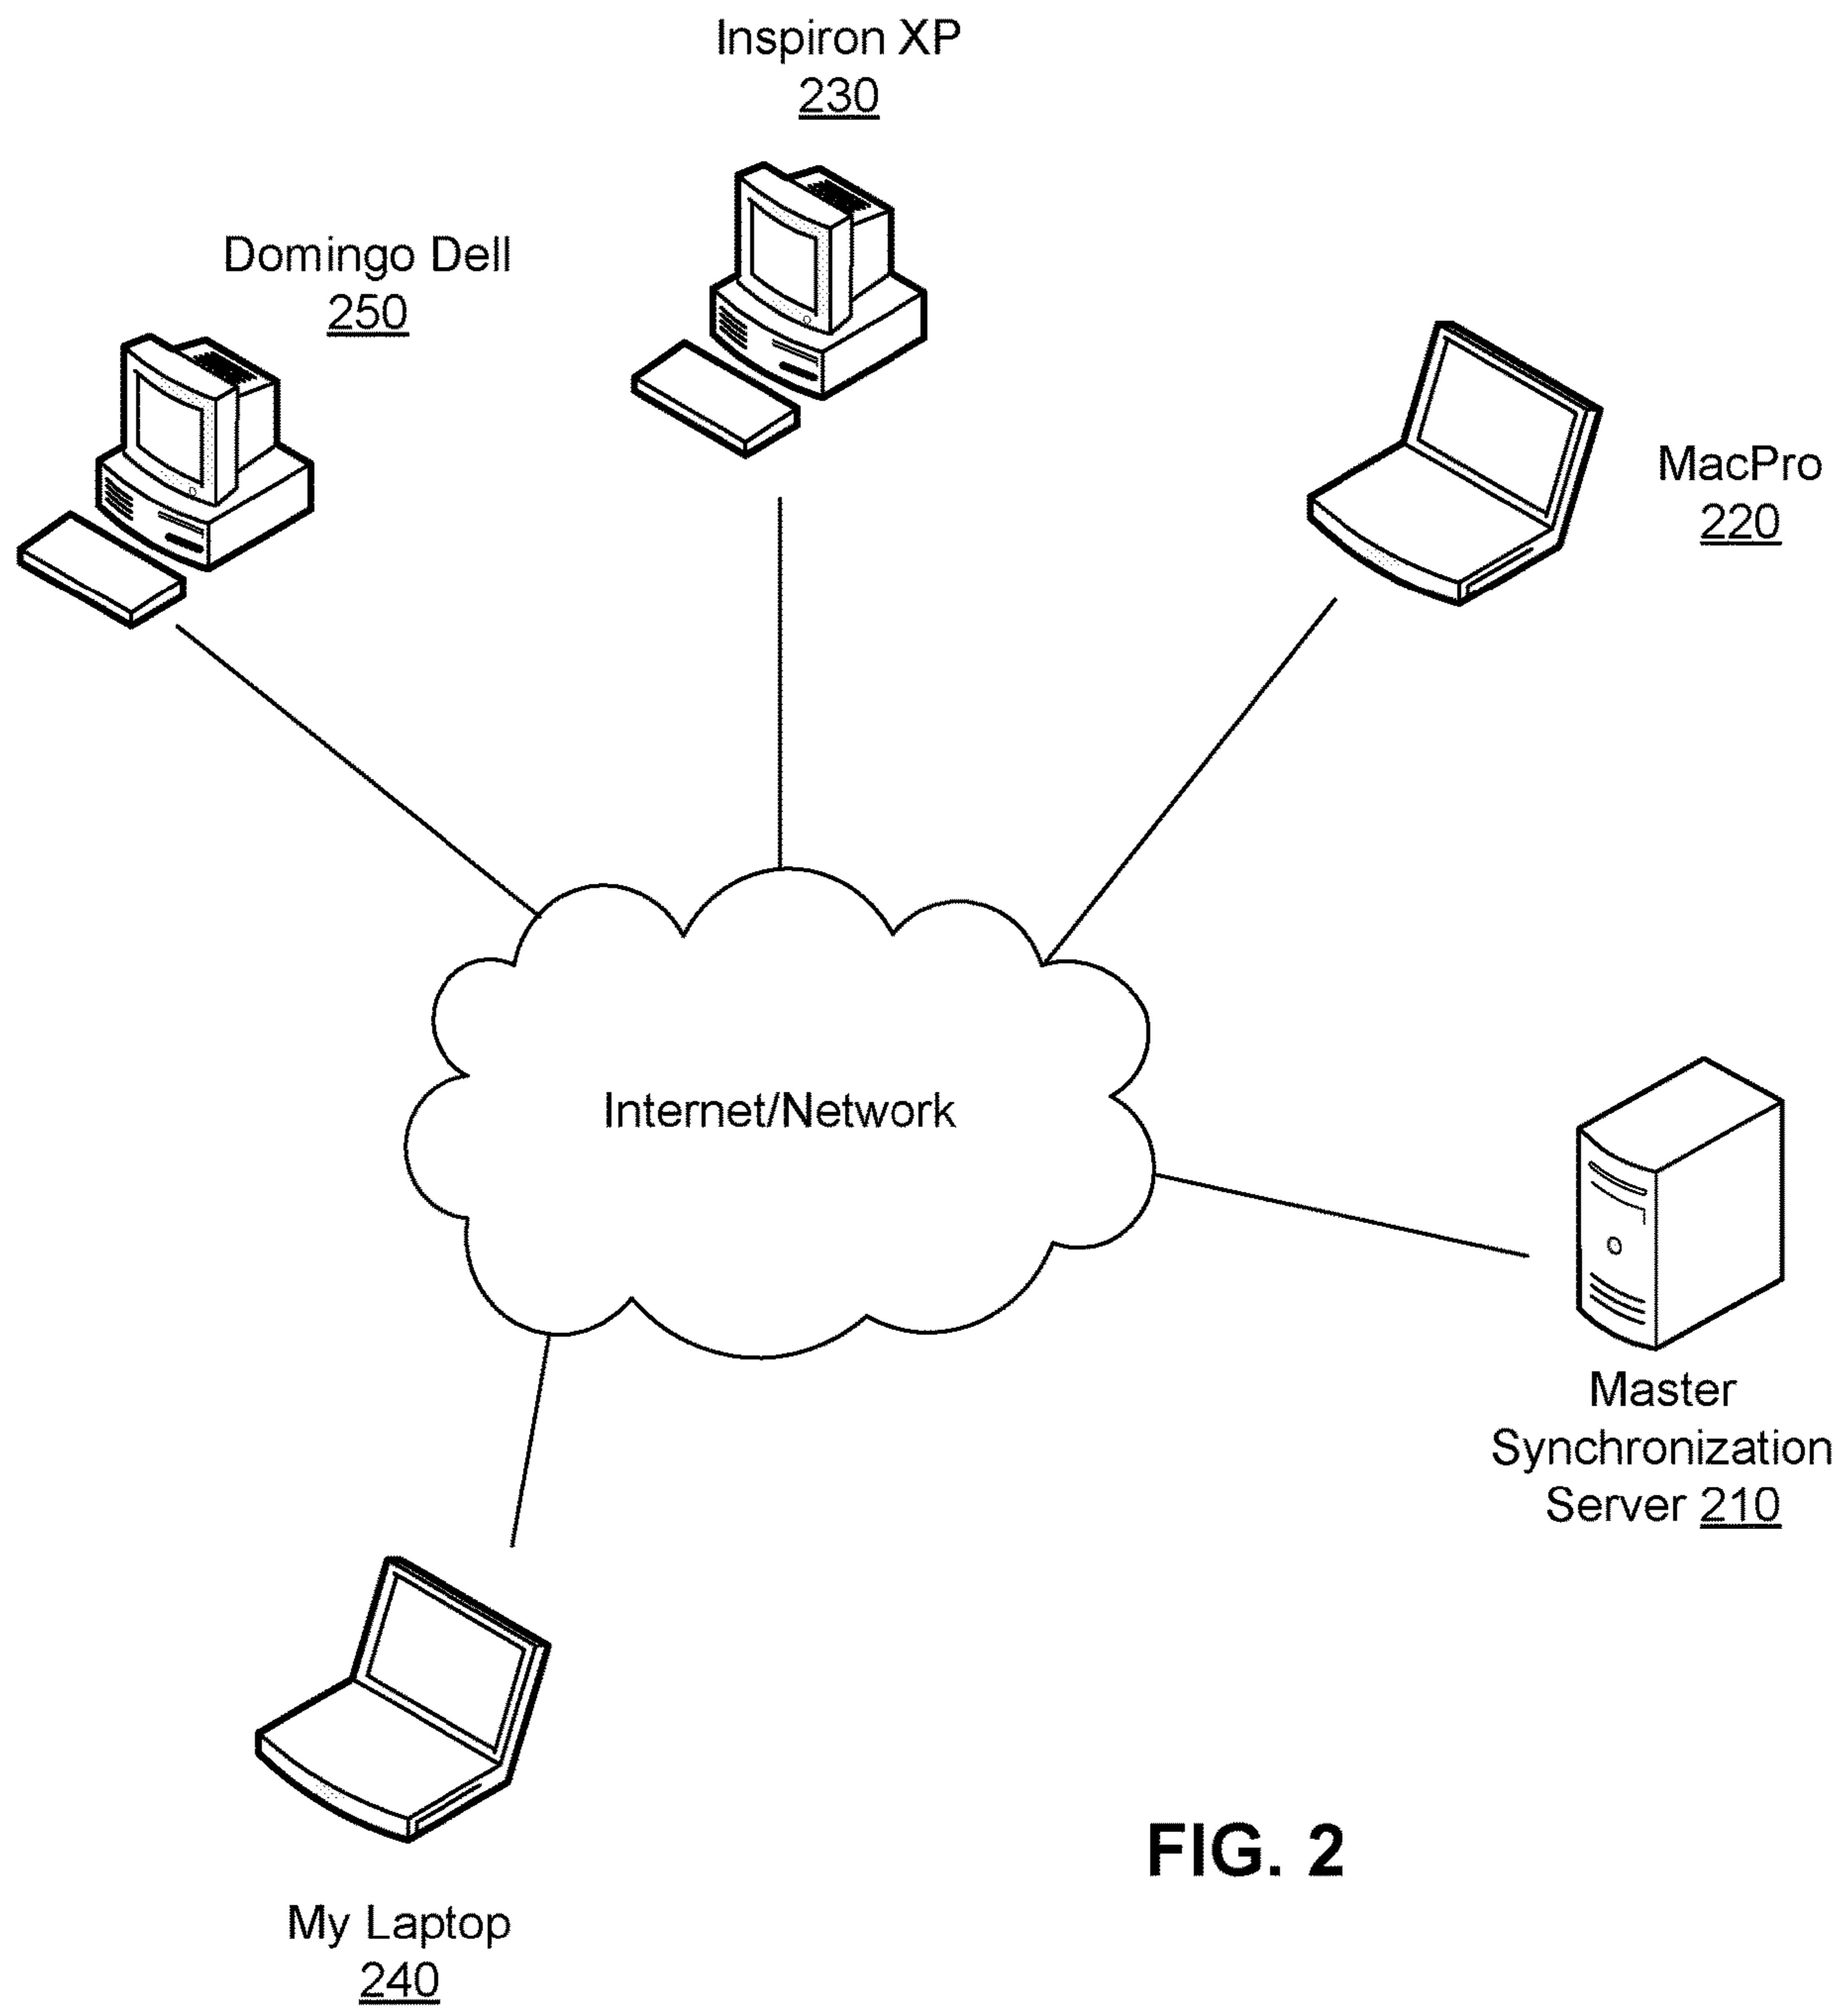 Inspiron XP
230
Domingo Dell
250
MacPro
220
Internet/Network
Master
Synchronization
Server 210
My Laptop
240
FIG. 2